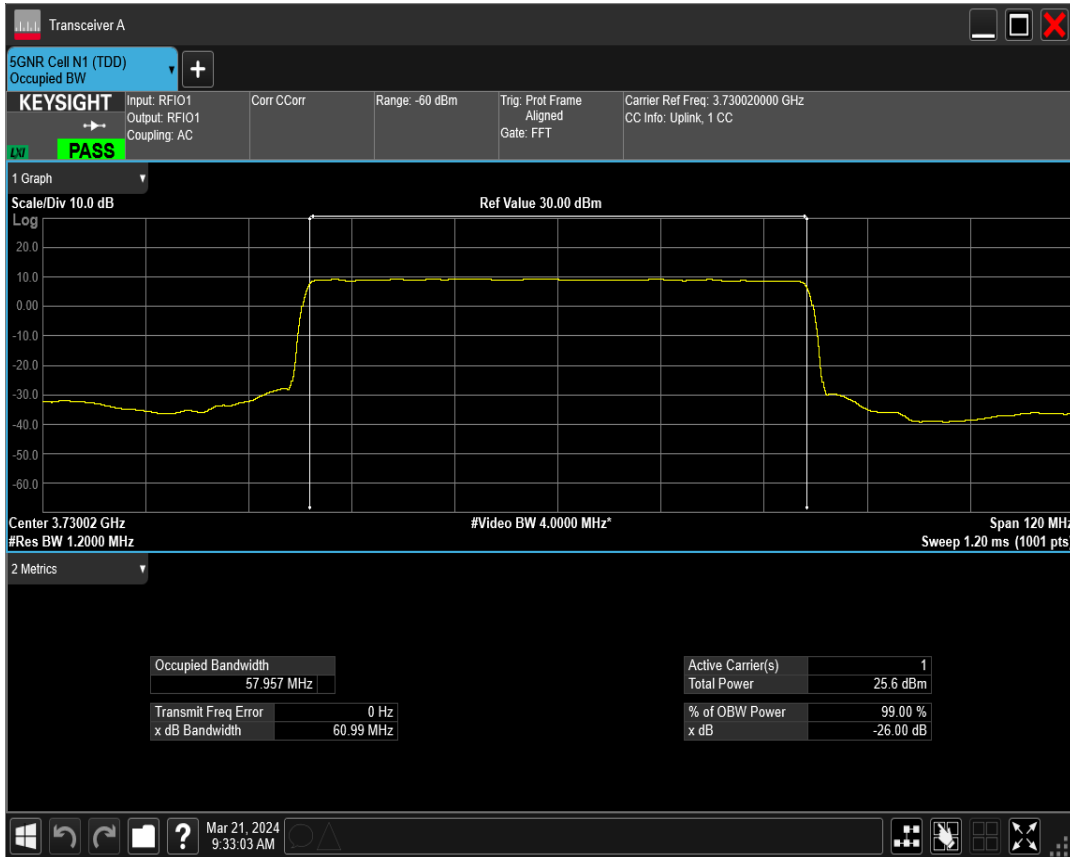 Transceiver A
5GNR Cell N1 (TDD)
Occupied BW
+
KEYSIGHT
LXI
PASS
Input: RFIO1
Output: RFIO1
Coupling: AC
Corr CCorr
Range: -60 dBm
Trig: Prot Frame
Aligned
Gate: FFT
Carrier Ref Freq: 3.730020000 GHz
CC Info: Uplink, 1 CC
1 Graph
Scale/Div 10.0 dB
Ref Value 30.00 dBm
Log
20.0
10.0
0.00
-10.0
-20.0
-30.0
-40.0
-50.0
-60.0
Center 3.73002 GHz
#Video BW 4.0000 MHz*
Span 120 MHz
#Res BW 1.2000 MHz
Sweep 1.20 ms (1001 pts)
2 Metrics
Occupied Bandwidth
57.957 MHz
Transmit Freq Error 0 Hz
x dB Bandwidth 60.99 MHz
Active Carrier(s) 1
Total Power 25.6 dBm
% of OBW Power 99.00 %
x dB -26.00 dB
?
Mar 21, 2024
9:33:03 AM